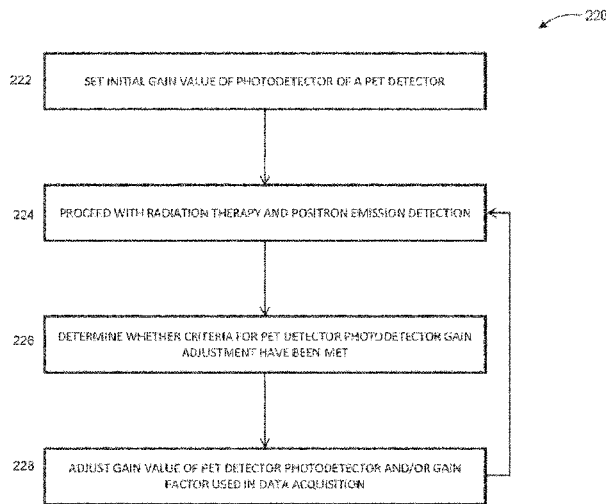 220
222
SET INITIAL GAIN VALUE OF PHOTODETECTOR OF A PET DETECTOR
224
PROCEED WITH RADIATION THERAPY AND POSITRON EMISSION DETECTION
226
DETERMINE WHETHER CRITERIA FOR PET DETECTOR PHOTODETECTOR GAIN
ADJUSTMENT HAVE BEEN MET
228
ADJUST GAIN VALUE OF PET DETECTOR PHOTODETECTOR AND/OR GAIN
FACTOR USED IN DATA ACQUISITION